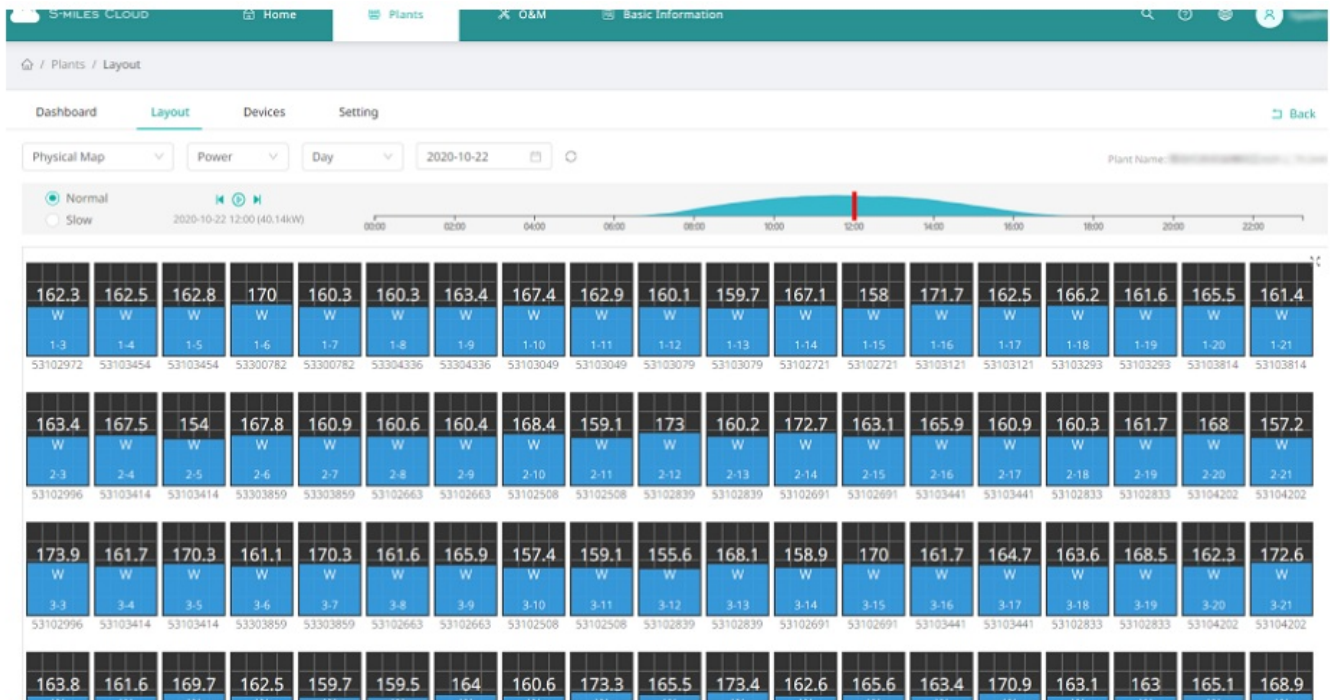 S-MILES CLOUD Home Plants O&M Basic Information
/ Plants / Layout
Dashboard Layout Devices Setting Back
Physical Map Power Day 2020-10-22 Plant Name:
Normal
Slow 2020-10-22 12:00 (40.14kW)
00:00 02:00 04:00 06:00 08:00 10:00 12:00 14:00 16:00 18:00 20:00 22:00
162.3 162.5 162.8 170 160.3 160.3 163.4 167.4 162.9 160.1 159.7 167.1 158 171.7 162.5 166.2 161.6 165.5 161.4
W W W W W W W W W W W W W W W W W W W
1-3 1-4 1-5 1-6 1-7 1-8 1-9 1-10 1-11 1-12 1-13 1-14 1-15 1-16 1-17 1-18 1-19 1-20 1-21
53102972 53103454 53103454 53300782 53300782 53304336 53304336 53103049 53103049 53103079 53103079 53102721 53102721 53103121 53103121 53103293 53103293 53103814 53103814
163.4 167.5 154 167.8 160.9 160.6 160.4 168.4 159.1 173 160.2 172.7 163.1 165.9 160.9 160.3 161.7 168 157.2
W W W W W W W W W W W W W W W W W W W
2-3 2-4 2-5 2-6 2-7 2-8 2-9 2-10 2-11 2-12 2-13 2-14 2-15 2-16 2-17 2-18 2-19 2-20 2-21
53102996 53103414 53103414 53303859 53303859 53102663 53102663 53102508 53102508 53102839 53102839 53102691 53102691 53103441 53103441 53102833 53102833 53104202 53104202
173.9 161.7 170.3 161.1 170.3 161.6 165.9 157.4 159.1 155.6 168.1 158.9 170 161.7 164.7 163.6 168.5 162.3 172.6
W W W W W W W W W W W W W W W W W W W
3-3 3-4 3-5 3-6 3-7 3-8 3-9 3-10 3-11 3-12 3-13 3-14 3-15 3-16 3-17 3-18 3-19 3-20 3-21
53102996 53103414 53103414 53303859 53303859 53102663 53102663 53102508 53102508 53102839 53102839 53102691 53102691 53103441 53103441 53102833 53102833 53104202 53104202
163.8 161.6 169.7 162.5 159.7 159.5 164 160.6 173.3 165.5 173.4 162.6 165.6 163.4 170.9 163.1 163 165.1 168.9